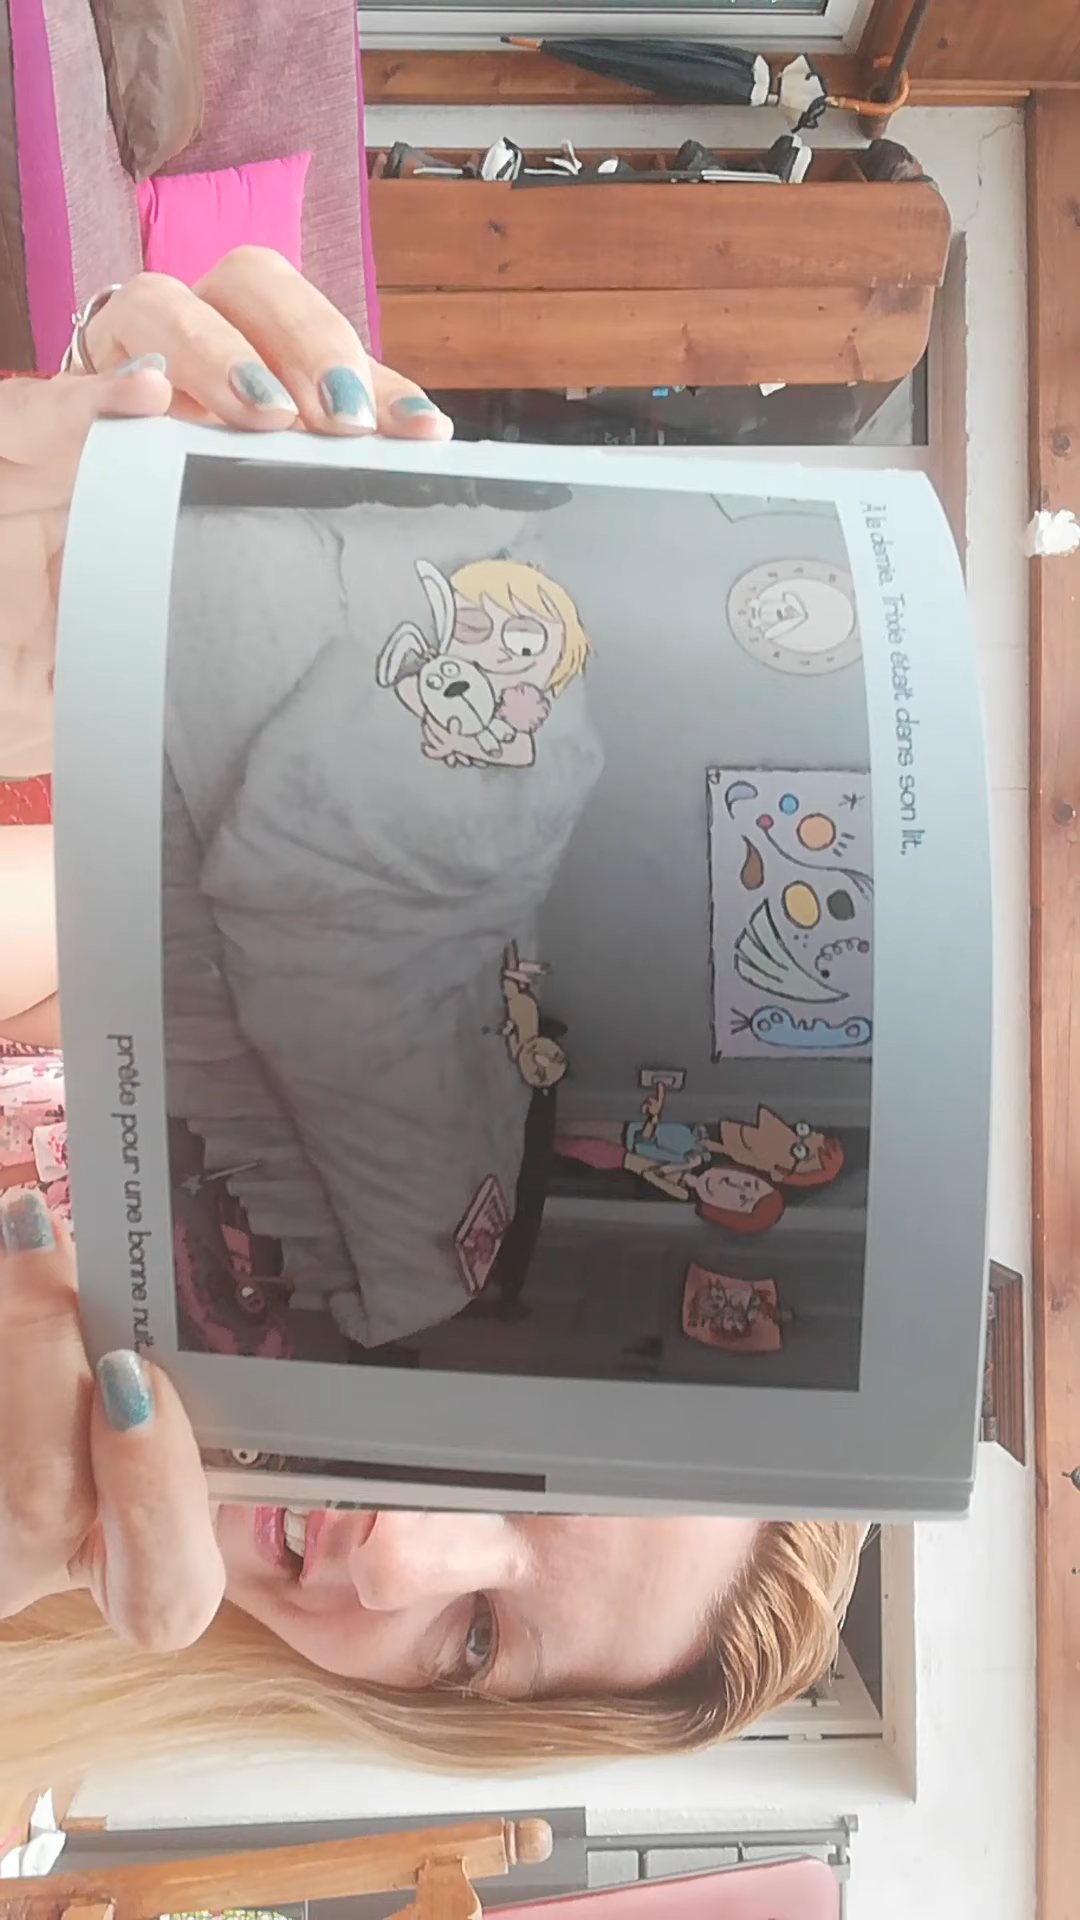 À la demie, Trixie était dans son lit,
prête pour une bonne nuit